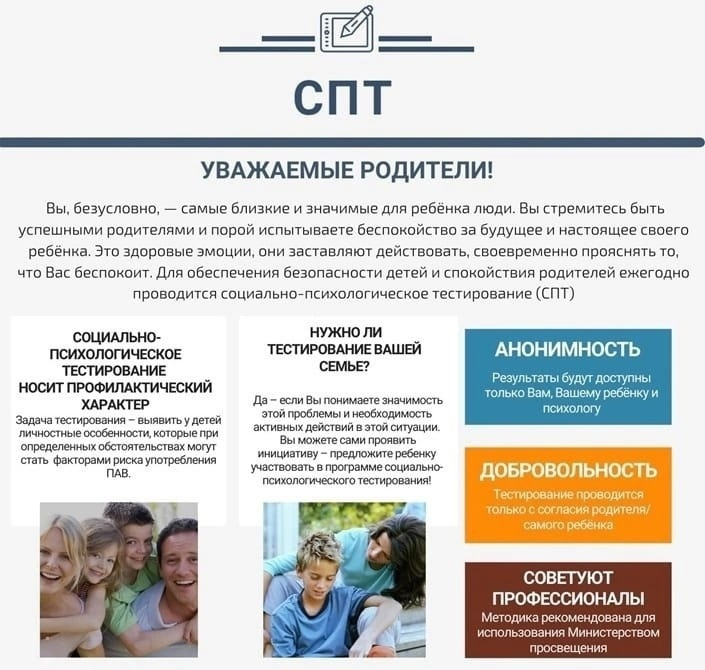 СПТ
УВАЖАЕМЫЕ РОДИТЕЛИ!
Вы, безусловно, — самые близкие и значимые для ребёнка люди. Вы стремитесь быть
успешными родителями и порой испытываете беспокойство за будущее и настоящее своего
ребёнка. Это здоровые эмоции, они заставляют действовать, своевременно прояснять то,
что Вас беспокоит. Для обеспечения безопасности детей и спокойствия родителей ежегодно
проводится социально-психологическое тестирование (СПТ)
СОЦИАЛЬНО-
ПСИХОЛОГИЧЕСКОЕ
ТЕСТИРОВАНИЕ
НОСИТ ПРОФИЛАКТИЧЕСКИЙ
ХАРАКТЕР
Задача тестирования – выявить у детей
личностные особенности, которые при
определенных обстоятельствах могут
стать факторами риска употребления
ПАВ.
НУЖНО ЛИ
ТЕСТИРОВАНИЕ ВАШЕЙ
СЕМЬЕ?
Да – если Вы понимаете значимость
этой проблемы и необходимость
активных действий в этой ситуации.
Вы можете сами проявить
инициативу – предложите ребенку
участвовать в программе социально-
психологического тестирования!
АНОНИМНОСТЬ
Результаты будут доступны
только Вам, Вашему ребёнку и
психологу
ДОБРОВОЛЬНОСТЬ
Тестирование проводится
только с согласия родителя/
самого ребёнка
СОВЕТУЮТ
ПРОФЕССИОНАЛЫ
Методика рекомендована для
использования Министерством
просвещения